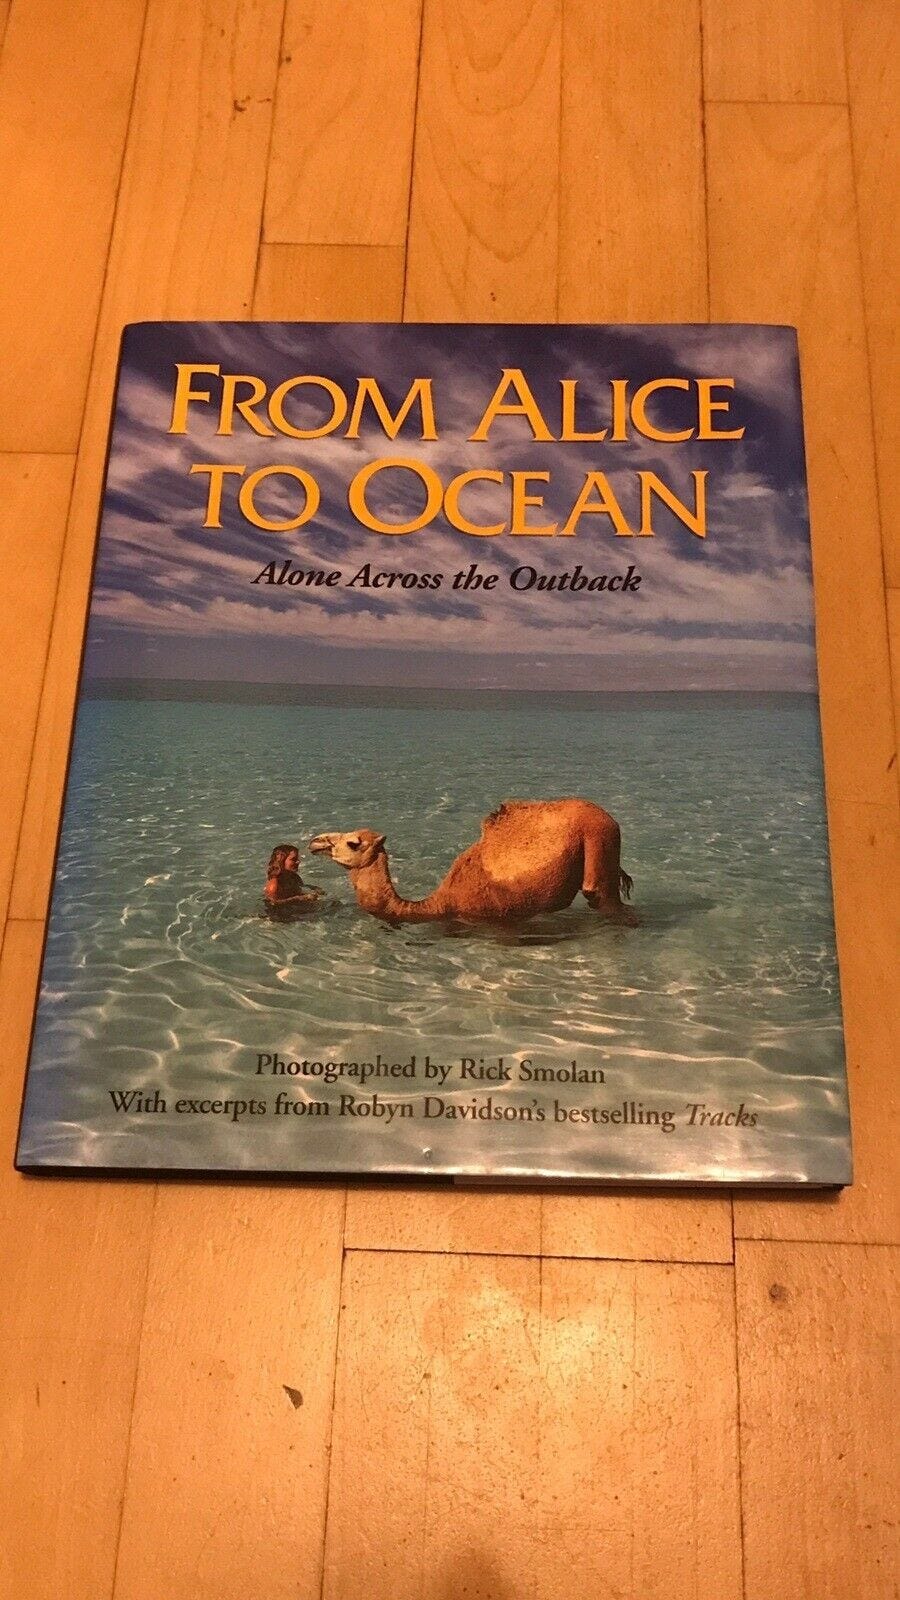 FROM ALICE
TO OCEAN
Alone Across the Outback
Photographed by Rick Smolan
With excerpts from Robyn Davidson's bestselling Tracks